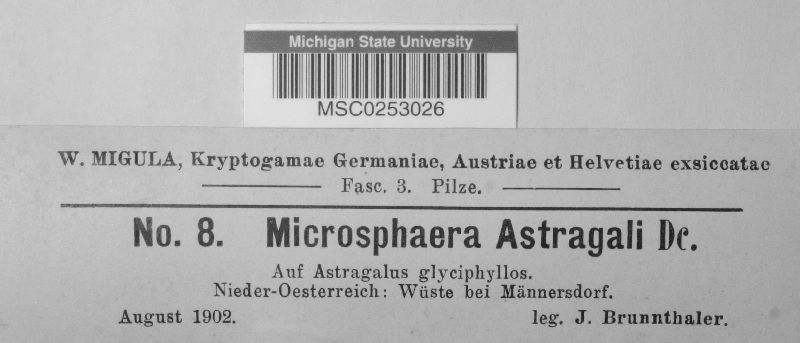 Michigan State University
MSC0253026
W. MIGULA, Kryptogamae Germaniae, Austriae et Helvetiae exsiccatae
Fasc. 3. Pilze.
No. 8. Microsphaera Astragali Dc.
Auf Astragalus glyciphyllos.
Nieder-Oesterreich: Wüste bei Männersdorf.
August 1902. leg. J. Brunnthaler.